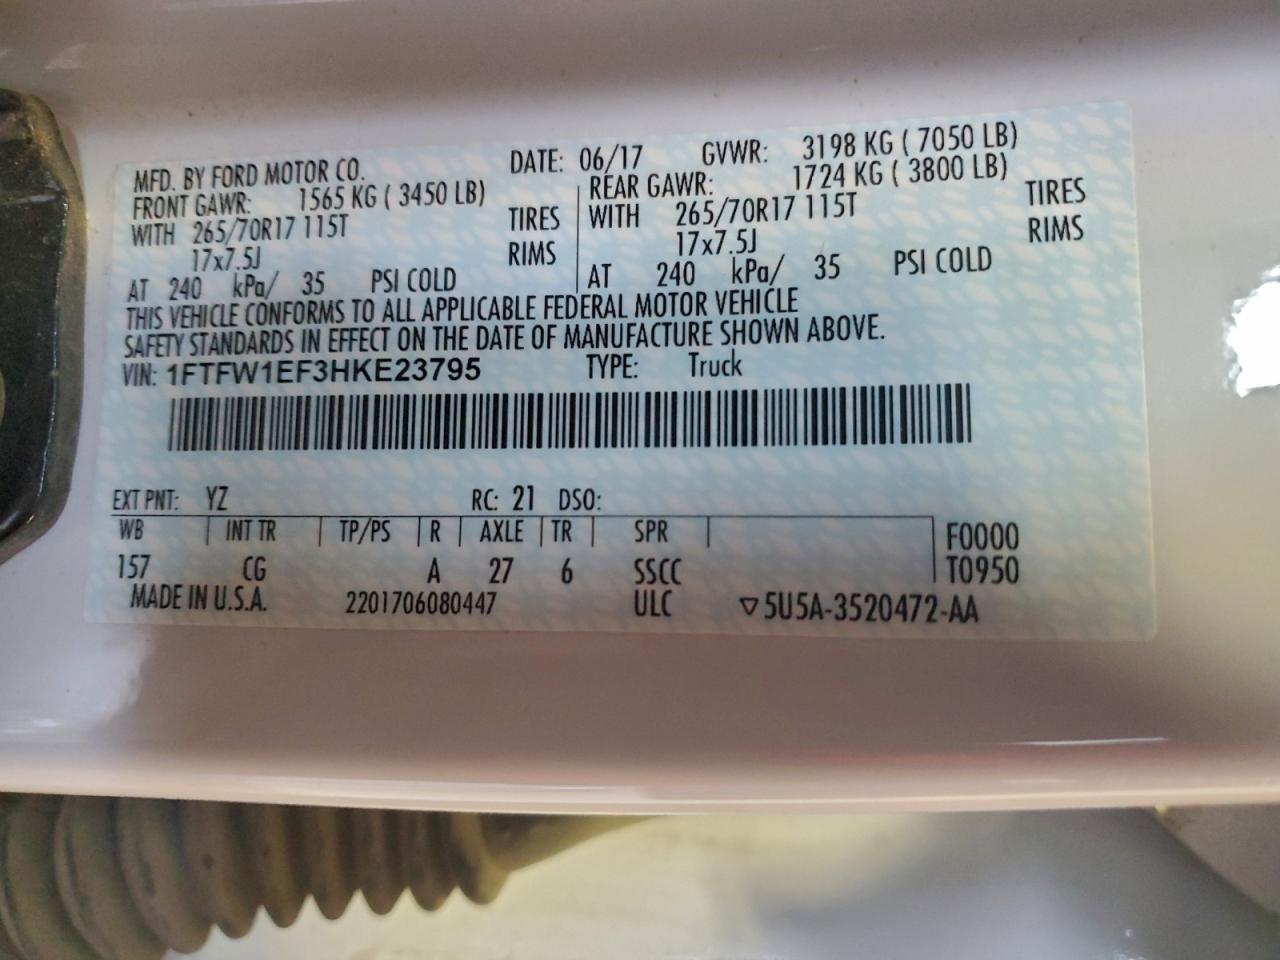 MFD. BY FORD MOTOR CO. DATE: 06/17 GVWR: 3198 KG ( 7050 LB)
FRONT GAWR: 1565 KG ( 3450 LB) REAR GAWR: 1724 KG ( 3800 LB)
WITH 265/70R17 115T TIRES WITH 265/70R17 115T TIRES
17x7.5J RIMS 17x7.5J RIMS
AT 240 kPa/ 35 PSI COLD AT 240 kPa/ 35 PSI COLD
THIS VEHICLE CONFORMS TO ALL APPLICABLE FEDERAL MOTOR VEHICLE
SAFETY STANDARDS IN EFFECT ON THE DATE OF MANUFACTURE SHOWN ABOVE.
VIN: 1FTFW1EF3HKE23795 TYPE: Truck
EXT PNT: YZ RC: 21 DSO:
WB INT TR TP/PS R AXLE TR SPR F0000
157 CG A 27 6 SSCC T0950
MADE IN U.S.A. 2201706080447 ULC ▽5U5A-3520472-AA